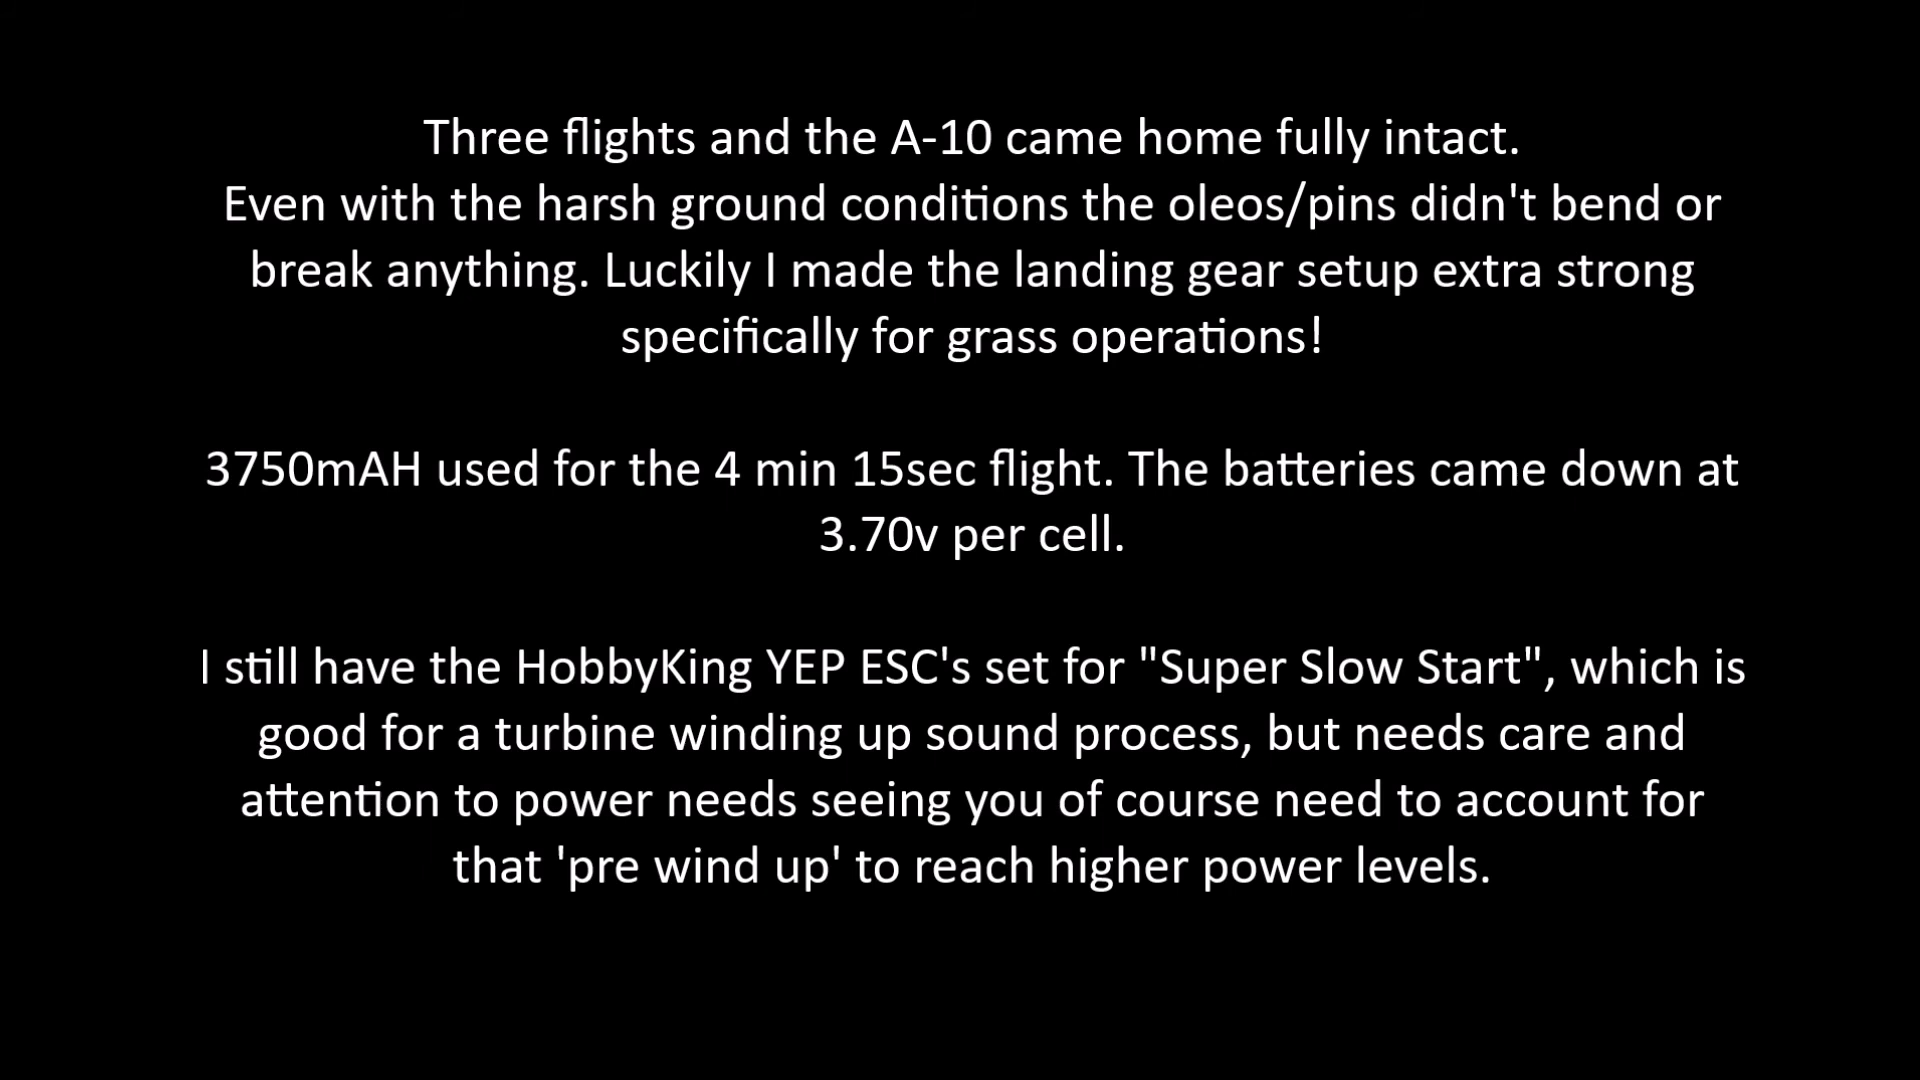 Three flights and the A-10 came home fully intact.
Even with the harsh ground conditions the oleos/pins didn't bend or
break anything. Luckily I made the landing gear setup extra strong
specifically for grass operations!
3750mAH used for the 4 min 15sec flight. The batteries came down at
3.70v per cell.
I still have the HobbyKing YEP ESC's set for "Super Slow Start", which is
good for a turbine winding up sound process, but needs care and
attention to power needs seeing you of course need to account for
that 'pre wind up' to reach higher power levels.